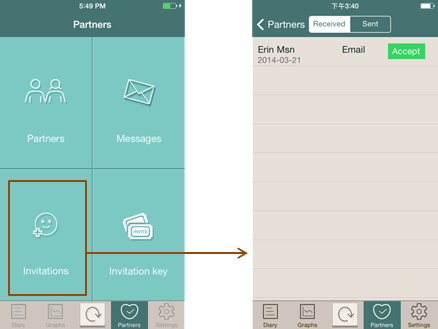 5:49 PM
Partners
Partners
Messages
Invitations
INVITE
Invitation key
Diary
Graphs
Partners
Settings
下午3:40
Partners
Received
Sent
Erin Msn
Email
Accept
2014-03-21
Diary
Graphs
Partners
Settings